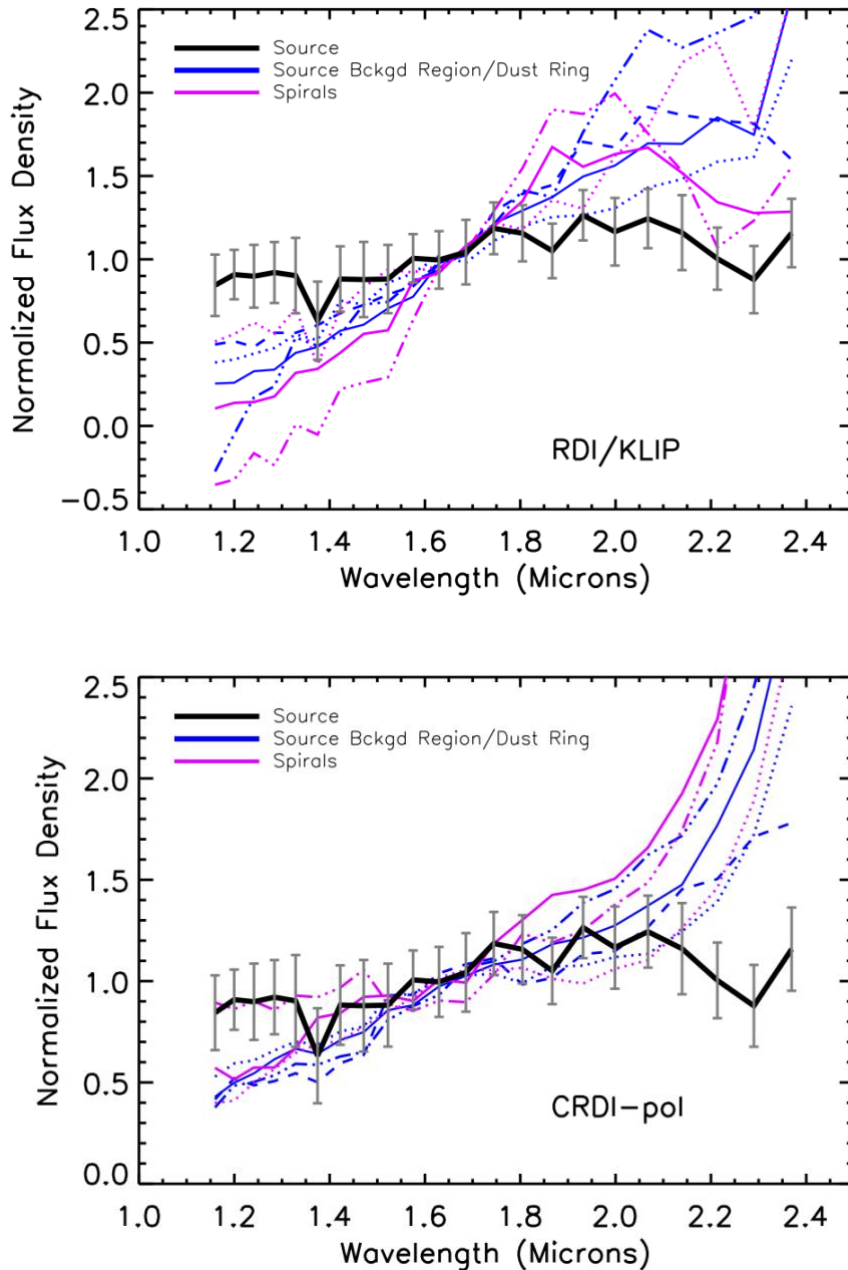 2.5
Source
Source Bckgd Region/Dust Ring
Spirals
2.0
1.5
1.0
0.5
0.0
-0.5
Normalized Flux Density
RDI/KLIP
1.0 1.2 1.4 1.6 1.8 2.0 2.2 2.4
Wavelength (Microns)
2.5
Source
Source Bckgd Region/Dust Ring
Spirals
2.0
1.5
1.0
0.5
0.0
Normalized Flux Density
CRDI-pol
1.0 1.2 1.4 1.6 1.8 2.0 2.2 2.4
Wavelength (Microns)